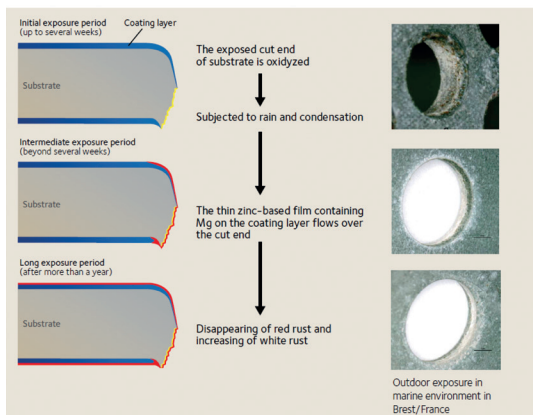 Initial exposure period
(up to several weeks)
Coating layer
Substrate
The exposed cut end
of substrate is oxidyzed
Subjected to rain and condensation
Intermediate exposure period
(beyond several weeks)
Substrate
The thin zinc-based film containing
Mg on the coating layer flows over
the cut end
Long exposure period
(after more than a year)
Substrate
Disappearing of red rust and
increasing of white rust
Outdoor exposure in
marine environment in
Brest/France